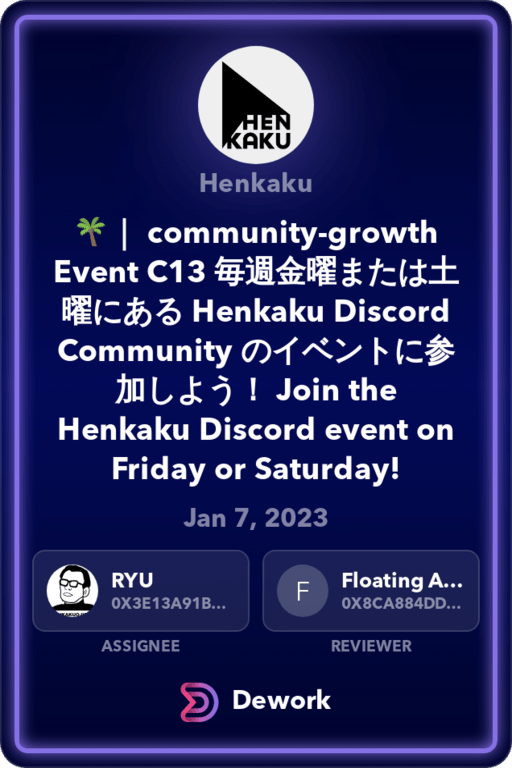 HEN
KAKU
Henkaku
🌴｜ community-growth
Event C13 毎週金曜または土
曜にある Henkaku Discord
Community のイベントに参
加しよう！ Join the
Henkaku Discord event on
Friday or Saturday!
Jan 7, 2023
RYU
0X3E13A91B...
ASSIGNEE
F
Floating A...
0X8CA884DD...
REVIEWER
Dework